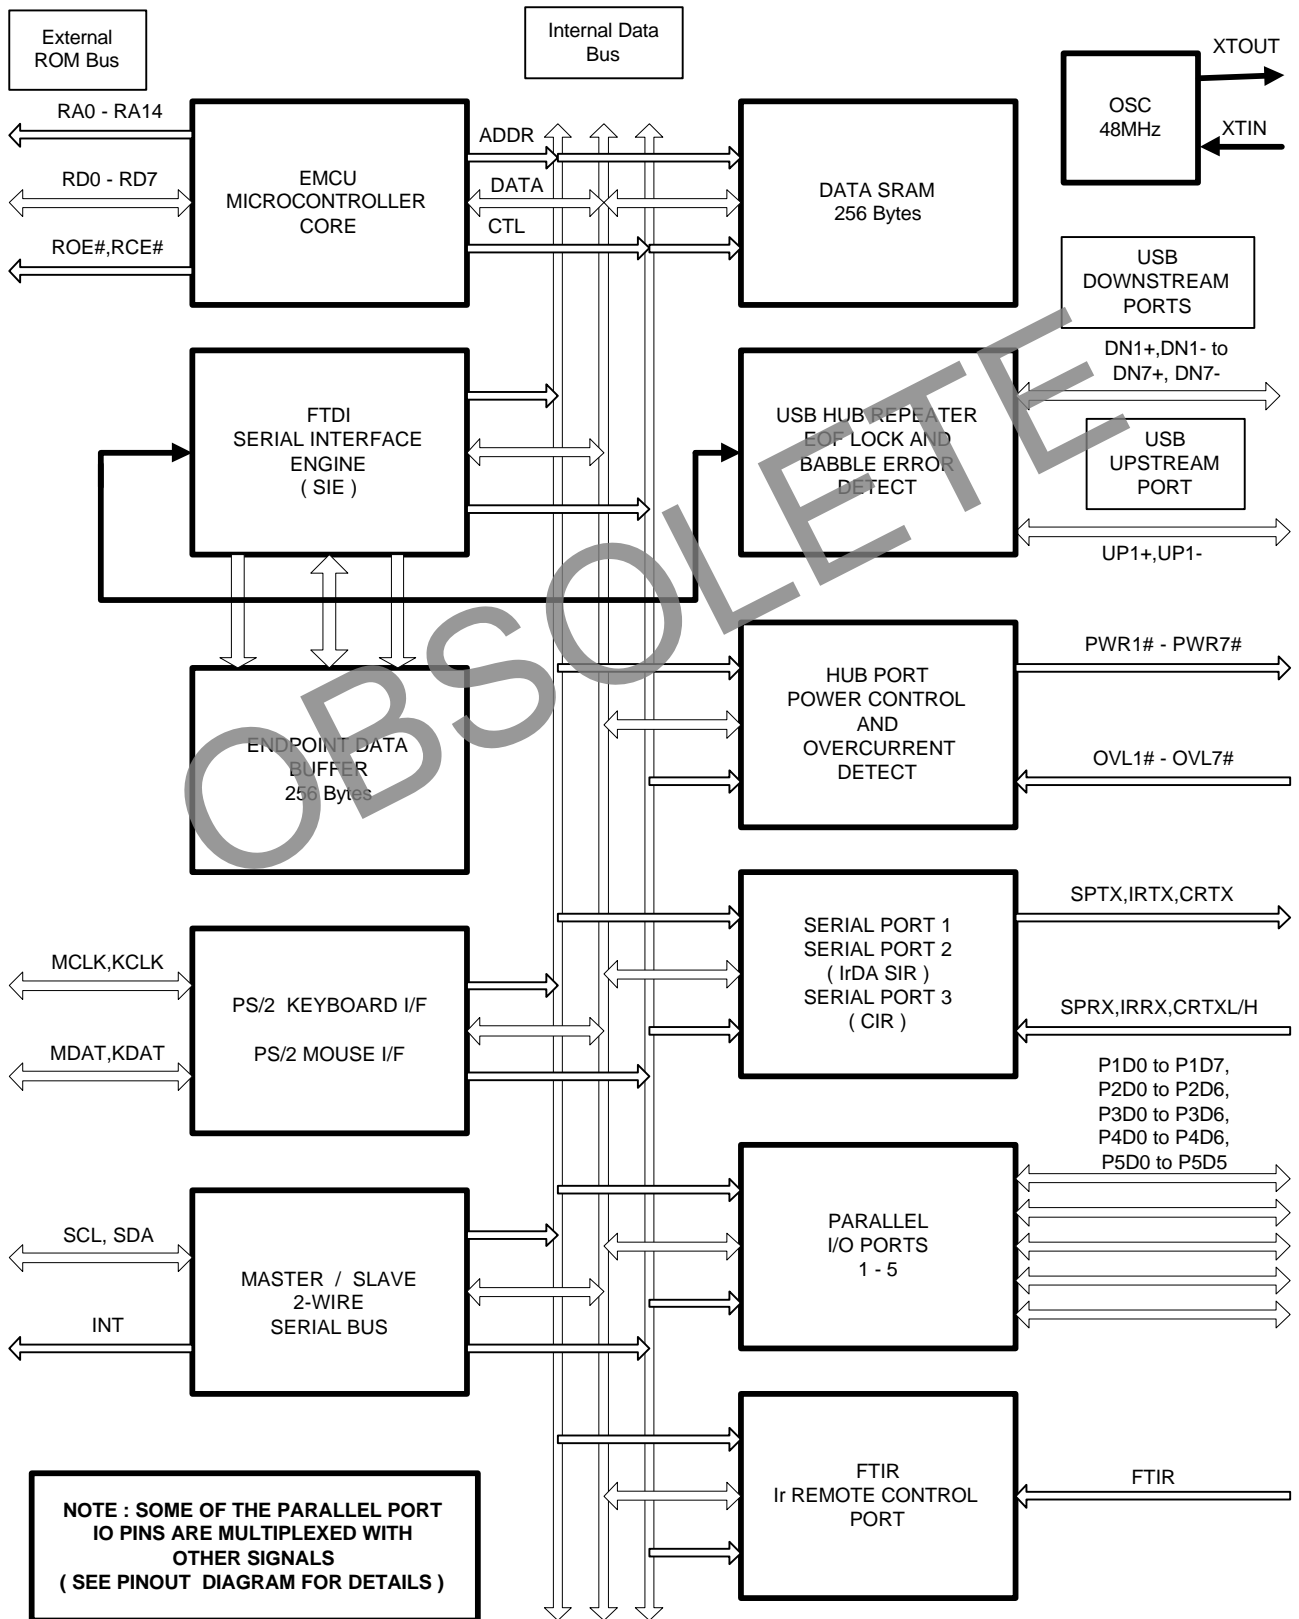 External
ROM Bus
Internal Data
Bus
XTOUT
OSC
48MHz
XTIN
RA0 - RA14
RD0 - RD7
ROE#,RCE#
EMCU
MICROCONTROLLER
CORE
ADDR
DATA
CTL
DATA SRAM
256 Bytes
USB
DOWNSTREAM
PORTS
DN1+,DN1- to
DN7+, DN7-
FTDI
SERIAL INTERFACE
ENGINE
( SIE )
USB HUB REPEATER
EOF LOCK AND
BABBLE ERROR
DETECT
USB
UPSTREAM
PORT
UP1+,UP1-
OBSOLETE
ENDPOINT DATA
BUFFER
256 Bytes
HUB PORT
POWER CONTROL
AND
OVERCURRENT
DETECT
PWR1# - PWR7#
OVL1# - OVL7#
MCLK,KCLK
MDAT,KDAT
PS/2 KEYBOARD I/F
PS/2 MOUSE I/F
SERIAL PORT 1
SERIAL PORT 2
( IrDA SIR )
SERIAL PORT 3
( CIR )
SPTX,IRTX,CRTX
SPRX,IRRX,CRTXL/H
P1D0 to P1D7,
P2D0 to P2D6,
P3D0 to P3D6,
P4D0 to P4D6,
P5D0 to P5D5
SCL, SDA
INT
MASTER / SLAVE
2-WIRE
SERIAL BUS
PARALLEL
I/O PORTS
1 - 5
FTIR
Ir REMOTE CONTROL
PORT
FTIR
NOTE : SOME OF THE PARALLEL PORT
IO PINS ARE MULTIPLEXED WITH
OTHER SIGNALS
( SEE PINOUT DIAGRAM FOR DETAILS )